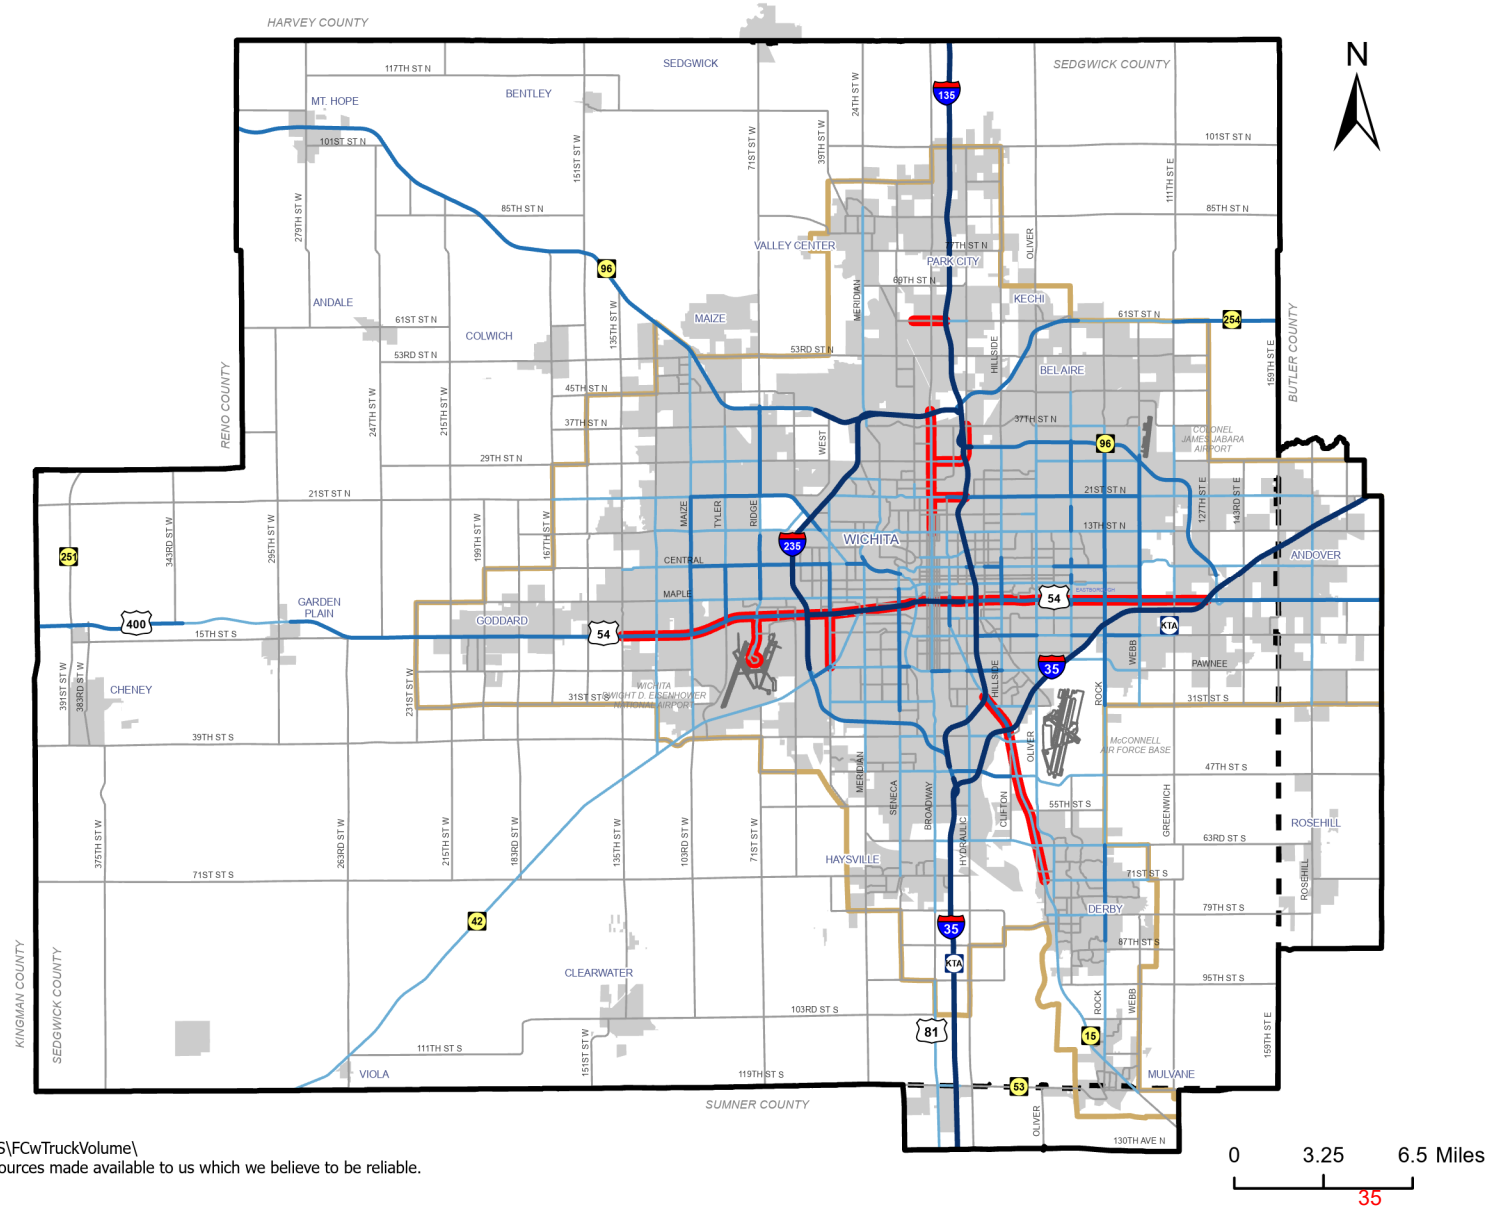 HARVEY COUNTY
N
SEDGWICK
SEDGWICK COUNTY
117TH ST N
BENTLEY
MT. HOPE
135
24TH ST W
101ST ST N
101ST ST N
151ST ST W
71ST ST W
39TH ST W
111TH ST E
279TH ST W
85TH ST N
85TH ST N
VALLEY CENTER
77TH ST N
OLIVER
PARK CITY
96
69TH ST N
MERIDIAN
KECHI
ANDALE
61ST ST N
COLWICH
135TH ST W
MAIZE
61ST ST N
254
BUTLER COUNTY
53RD ST N
53RD ST N
HILLSIDE
BELAIRE
159TH ST E
RENO COUNTY
45TH ST N
247TH ST W
215TH ST W
37TH ST N
37TH ST N
WEST
96
COLONEL
JAMES JABARA
AIRPORT
29TH ST N
21ST ST N
21ST ST N
MAIZE
TYLER
RIDGE
127TH ST E
143RD ST E
13TH ST N
343RD ST W
295TH ST W
199TH ST W
167TH ST W
WICHITA
235
251
ANDOVER
CENTRAL
MAPLE
EASTBOROUGH
54
GARDEN
PLAIN
400
GODDARD
54
KTA
15TH ST S
35
WEBB
PAWNEE
391ST ST W
383RD ST W
CHENEY
231ST ST W
31ST ST S
WICHITA
DWIGHT D. EISENHOWER
NATIONAL AIRPORT
HILLSIDE
ROCK
31ST ST S
39TH ST S
OLIVER
McCONNELL
AIR FORCE BASE
47TH ST S
MERIDIAN
SENECA
BROADWAY
CLIFTON
55TH ST S
GREENWICH
375TH ST W
263RD ST W
215TH ST W
183RD ST W
135TH ST W
103RD ST W
71ST ST W
HYDRAULIC
63RD ST S
ROSEHILL
HAYSVILLE
71ST ST S
71ST ST S
ROSEHILL
DERBY
79TH ST S
42
35
87TH ST S
KINGMAN COUNTY
SEDGWICK COUNTY
KTA
CLEARWATER
95TH ST S
ROCK
WEBB
103RD ST S
81
15
159TH ST E
111TH ST S
151ST ST W
VIOLA
119TH ST S
53
MULVANE
SUMNER COUNTY
OLIVER
130TH AVE N
S\FCwTruckVolume\
ources made available to us which we believe to be reliable.
0 3.25 6.5 Miles
35